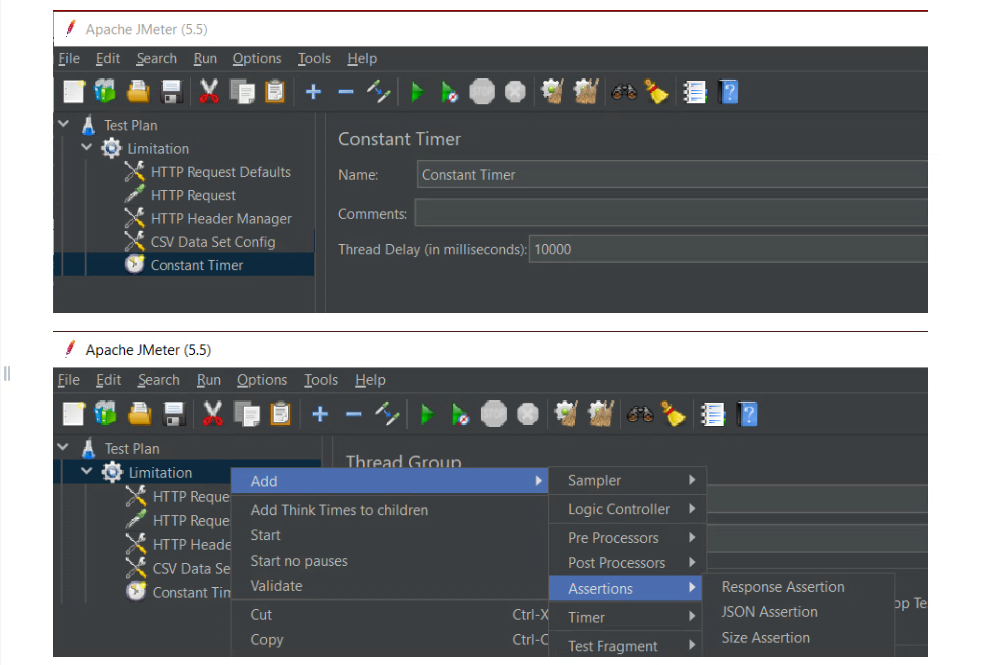 Apache JMeter (5.5)
File Edit Search Run Options Tools Help
Test Plan
Limitation
HTTP Request Defaults
HTTP Request
HTTP Header Manager
CSV Data Set Config
Constant Timer
Constant Timer
Name: Constant Timer
Comments:
Thread Delay (in milliseconds): 10000
Apache JMeter (5.5)
File Edit Search Run Options Tools Help
Test Plan
Limitation
HTTP Reque
HTTP Reque
HTTP Heade
CSV Data Se
Constant Tim
Thread Group
Add
Add Think Times to children
Start
Start no pauses
Validate
Cut Ctrl-X
Copy Ctrl-C
Sampler
Logic Controller
Pre Processors
Post Processors
Assertions
Timer
Test Fragment
Response Assertion
JSON Assertion
Size Assertion
op Te